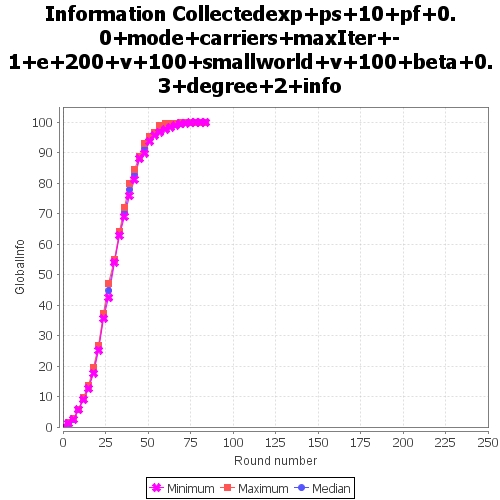 Information Collectedexp+ps+10+pf+0.
0+mode+carriers+maxIter+-
1+e+200+v+100+smallworld+v+100+beta+0.
3+degree+2+info
100
90
80
70
60
50
40
30
20
10
0
GlobalInfo
0 25 50 75 100 125 150 175 200 225 250
Round number
Minimum Maximum Median